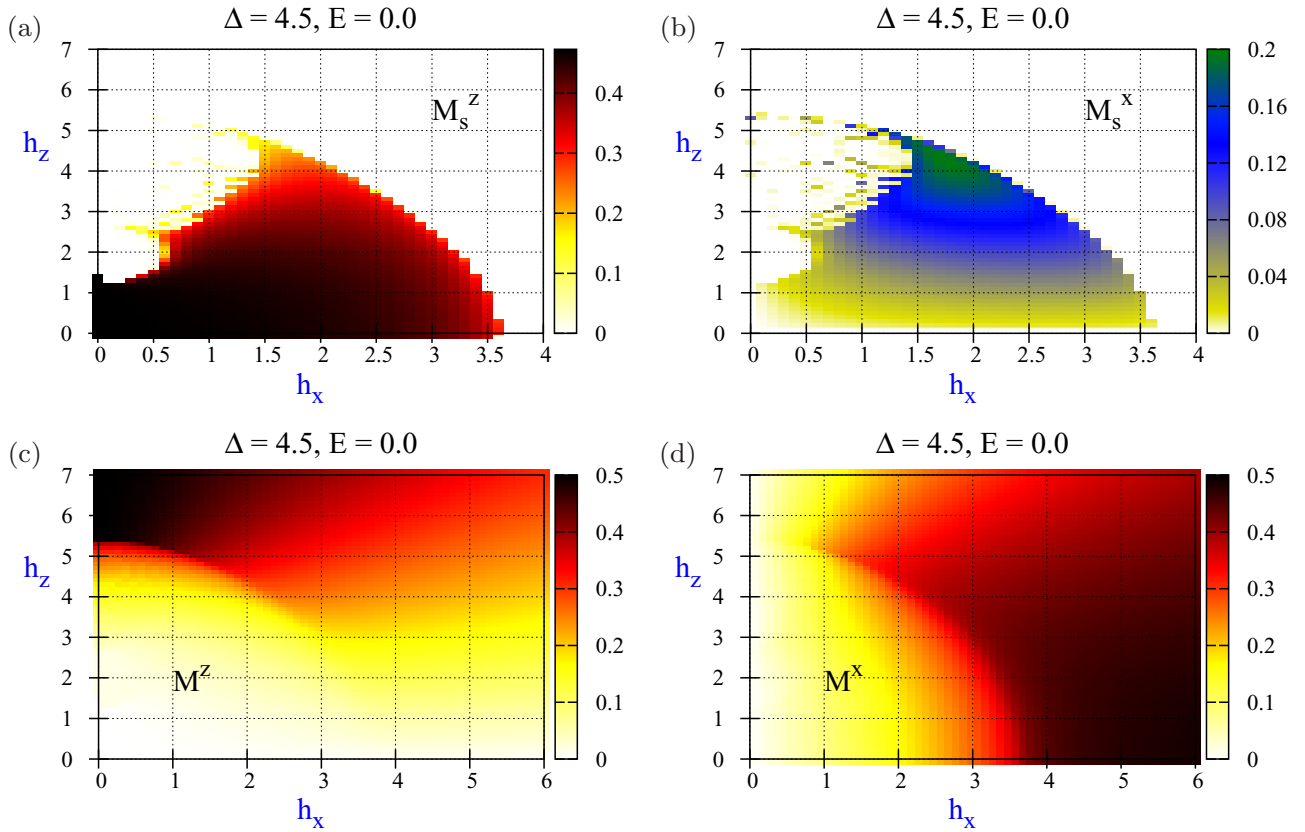 (a)
Δ = 4.5, E = 0.0
7
6
5
4
3
2
1
0
h_z
M_s^z
0 0.5 1 1.5 2 2.5 3 3.5 4
h_x
0.4
0.3
0.2
0.1
0
(b)
Δ = 4.5, E = 0.0
7
6
5
4
3
2
1
0
h_z
M_s^x
0 0.5 1 1.5 2 2.5 3 3.5 4
h_x
0.2
0.16
0.12
0.08
0.04
0
(c)
Δ = 4.5, E = 0.0
7
6
5
4
3
2
1
0
h_z
M^z
0 1 2 3 4 5 6
h_x
0.5
0.4
0.3
0.2
0.1
0
(d)
Δ = 4.5, E = 0.0
7
6
5
4
3
2
1
0
h_z
M^x
0 1 2 3 4 5 6
h_x
0.5
0.4
0.3
0.2
0.1
0